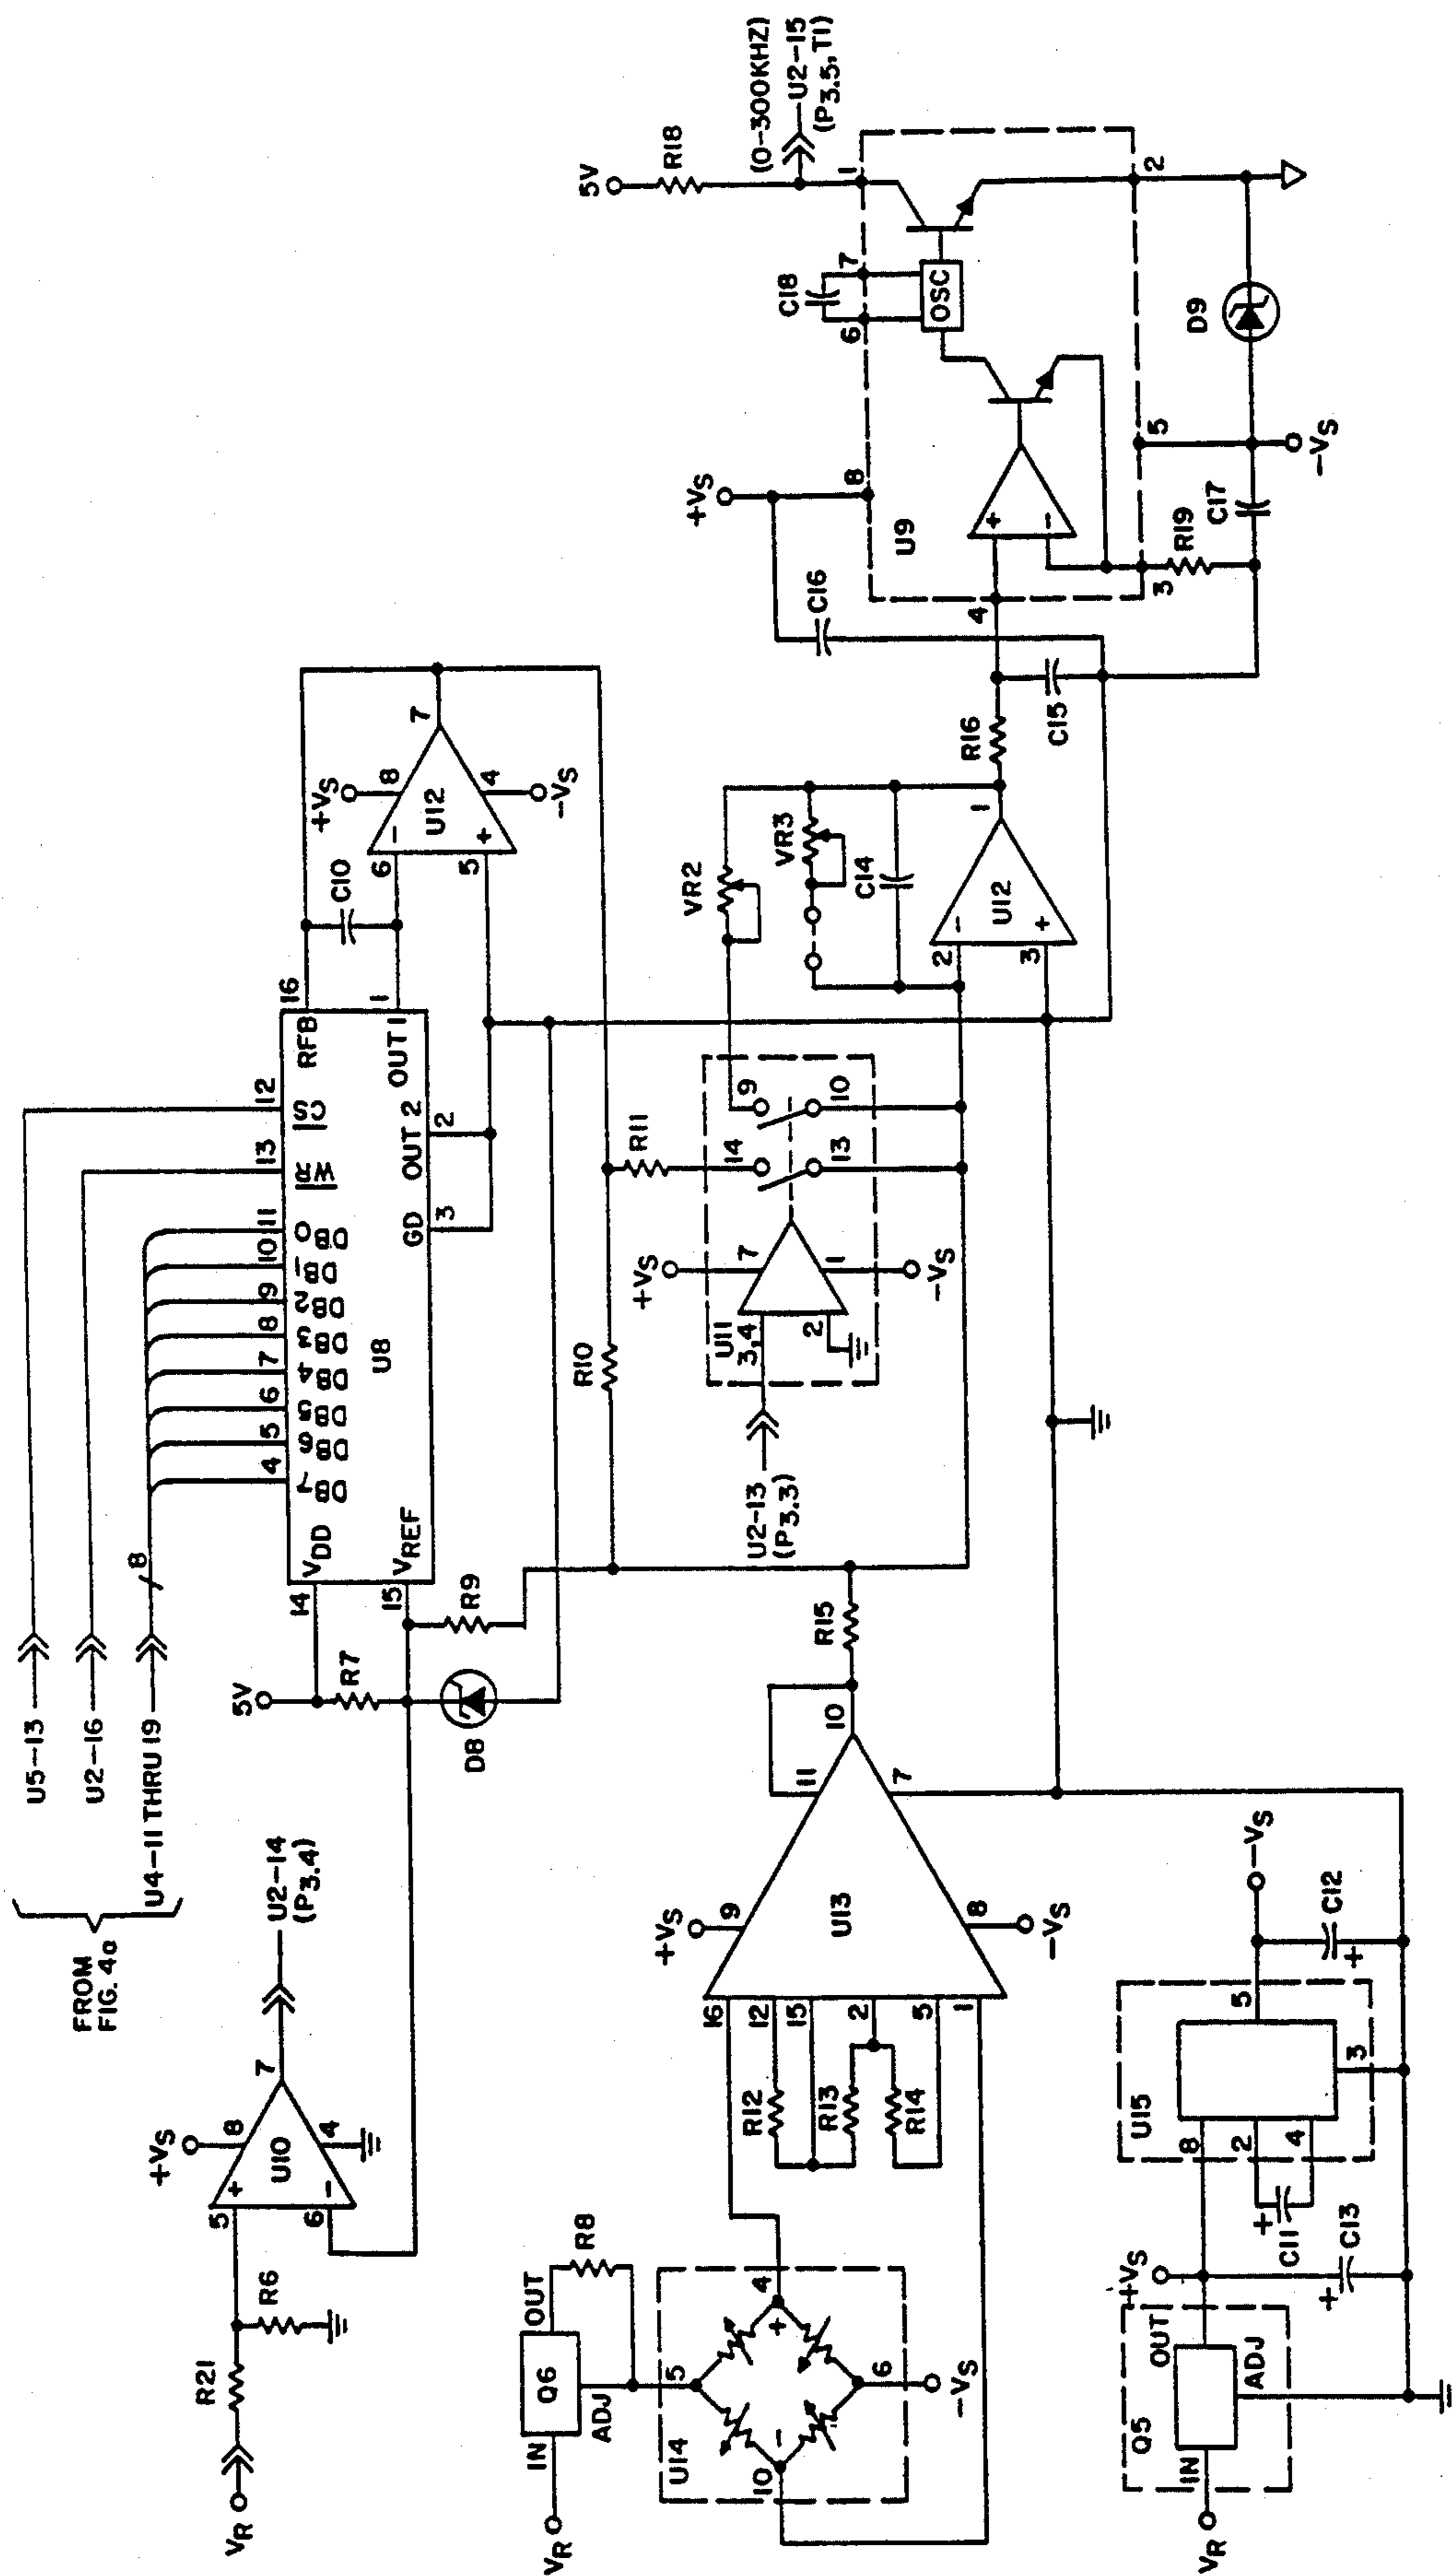 FROM
FIG. 4a
U5-13
U2-16
U4-11 THRU 19
8
U2-14
(P3.4)
VR
R21
R6
5
6
+
-
U10
+VS
8
4
7
5V
R7
D8
R9
14
VDD
15
VREF
4
5
6
7
8
9
10
11
13
12
DB7
DB6
DB5
DB4
DB3
DB2
DB1
DB0
WR
CS
U8
GD
3
OUT 2
2
RFB
16
OUT 1
1
C10
6
5
-
+
U12
+VS
8
4
-VS
7
R10
R11
VR
IN
Q6
OUT
ADJ
R8
U14
5
4
+
-
10
6
-VS
16
12
15
2
5
1
R12
R13
R14
U13
+VS
9
8
-VS
11
10
7
R15
U2-13
(P3.3)
U11
3,4
2
+VS
7
1
-VS
14
9
13
10
VR2
VR3
C14
2
3
-
+
U12
1
R16
C15
C16
+VS
8
U9
4
3
+
-
R19
C17
5
-VS
D9
OSC
C18
6
7
5V
R18
(0-300KHZ)
U2-15
(P3.5, T1)
1
2
VR
Q5
IN
OUT
ADJ
+VS
C13
+
U15
8
2
4
C11
+
5
3
-VS
C12
+